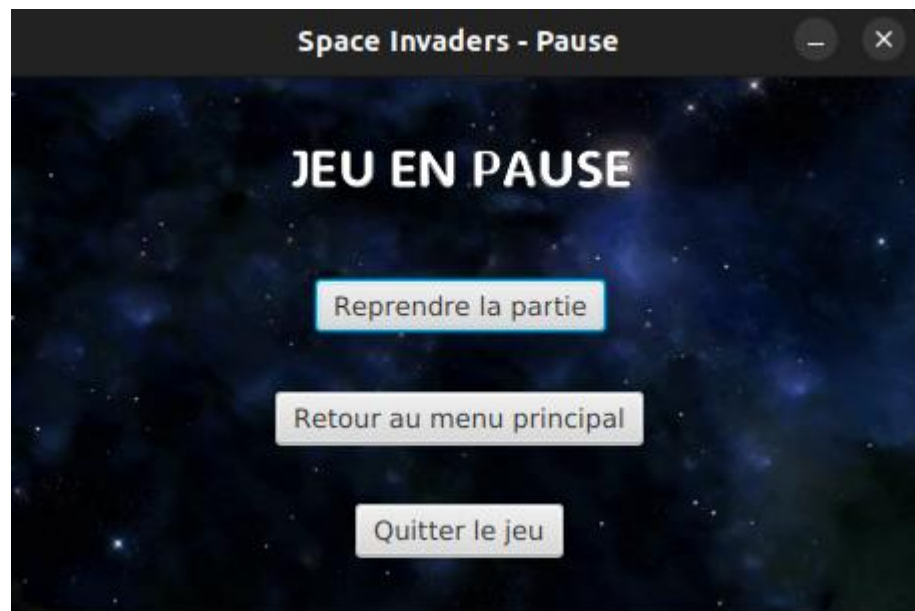 Space Invaders - Pause
JEU EN PAUSE
Reprendre la partie
Retour au menu principal
Quitter le jeu